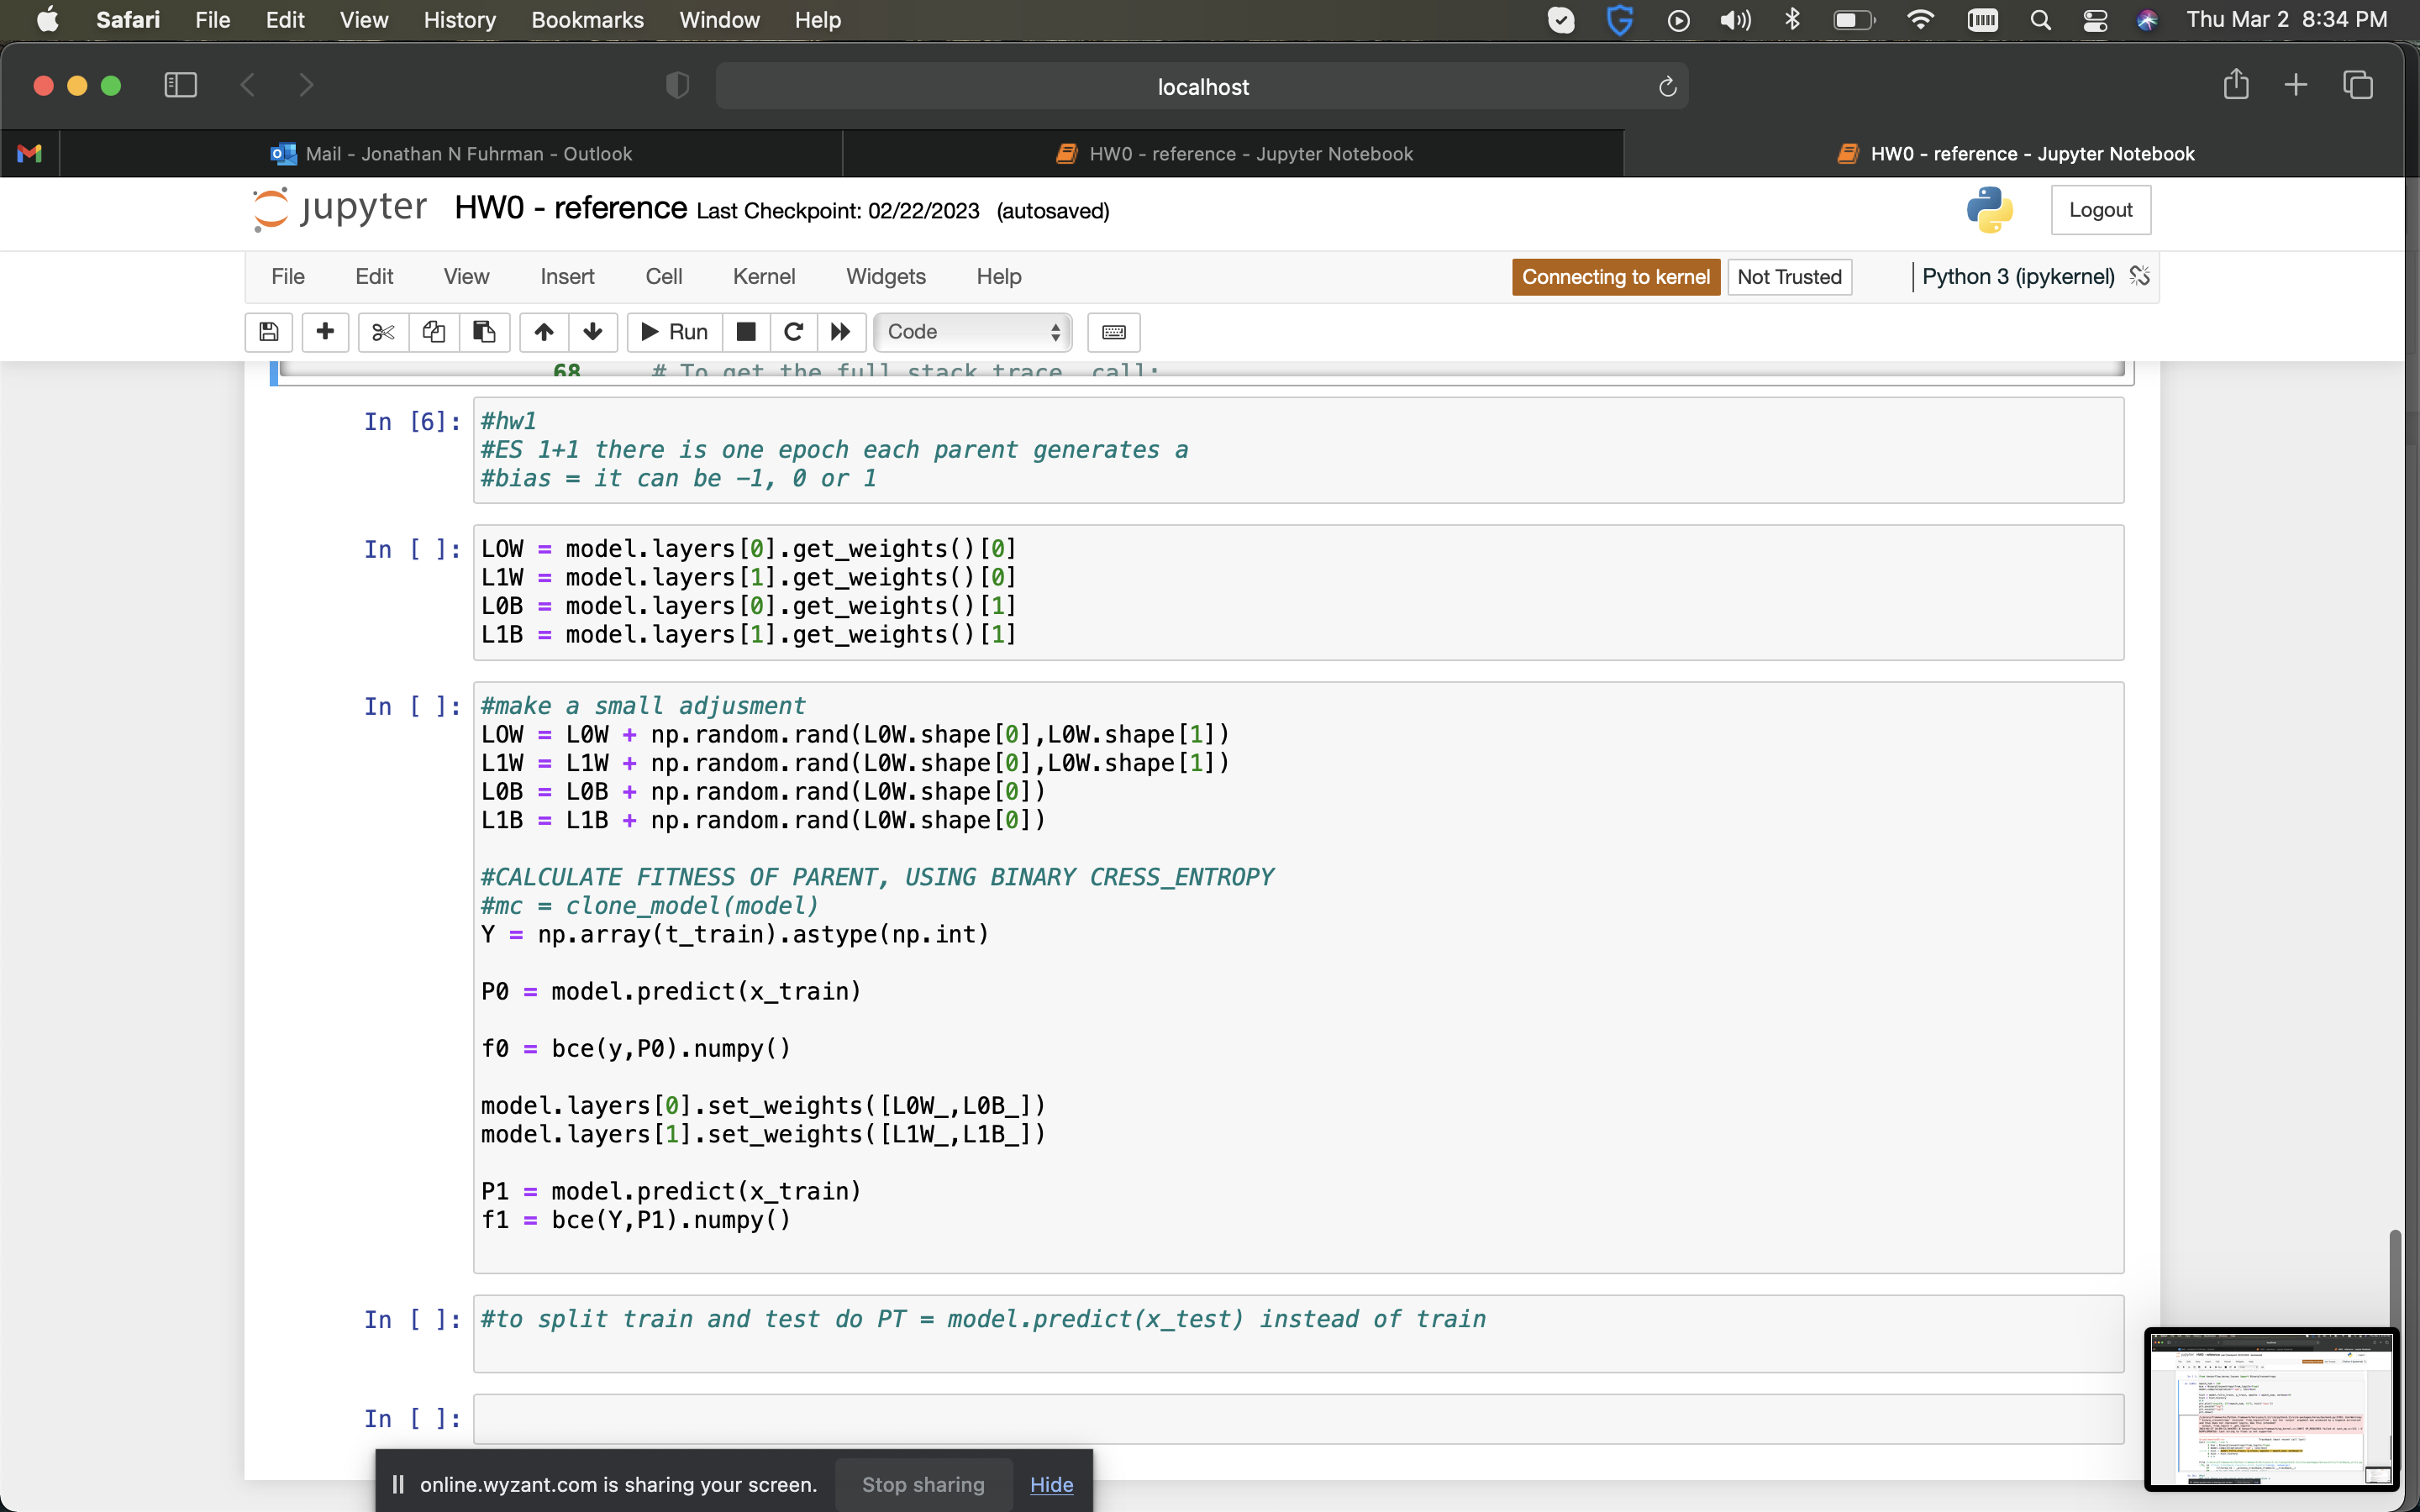 Safari File Edit View History Bookmarks Window Help Thu Mar 2 8:34 PM
localhost
Mail - Jonathan N Fuhrman - Outlook HW0 - reference - Jupyter Notebook HW0 - reference - Jupyter Notebook
jupyter HW0 - reference Last Checkpoint: 02/22/2023 (autosaved) Logout
File Edit View Insert Cell Kernel Widgets Help Connecting to kernel Not Trusted Python 3 (ipykernel)
Run Code
68 # To get the full stack trace, call:
In [6]: #hw1
#ES 1+1 there is one epoch each parent generates a
#bias = it can be -1, 0 or 1
In [ ]: LOW = model.layers[0].get_weights()[0]
L1W = model.layers[1].get_weights()[0]
L0B = model.layers[0].get_weights()[1]
L1B = model.layers[1].get_weights()[1]
In [ ]: #make a small adjusment
LOW = L0W + np.random.rand(L0W.shape[0],L0W.shape[1])
L1W = L1W + np.random.rand(L0W.shape[0],L0W.shape[1])
L0B = L0B + np.random.rand(L0W.shape[0])
L1B = L1B + np.random.rand(L0W.shape[0])
#CALCULATE FITNESS OF PARENT, USING BINARY CRESS_ENTROPY
#mc = clone_model(model)
Y = np.array(t_train).astype(np.int)
P0 = model.predict(x_train)
f0 = bce(y,P0).numpy()
model.layers[0].set_weights([L0W_,L0B_])
model.layers[1].set_weights([L1W_,L1B_])
P1 = model.predict(x_train)
f1 = bce(Y,P1).numpy()
In [ ]: #to split train and test do PT = model.predict(x_test) instead of train
In [ ]:
online.wyzant.com is sharing your screen. Stop sharing Hide